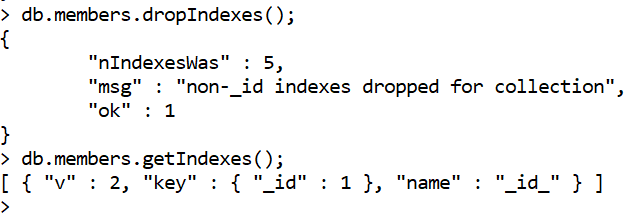 > db.members.dropIndexes();
{
        "nIndexesWas" : 5,
        "msg" : "non-_id indexes dropped for collection",
        "ok" : 1
}
> db.members.getIndexes();
[ { "v" : 2, "key" : { "_id" : 1 }, "name" : "_id_" } ]
>